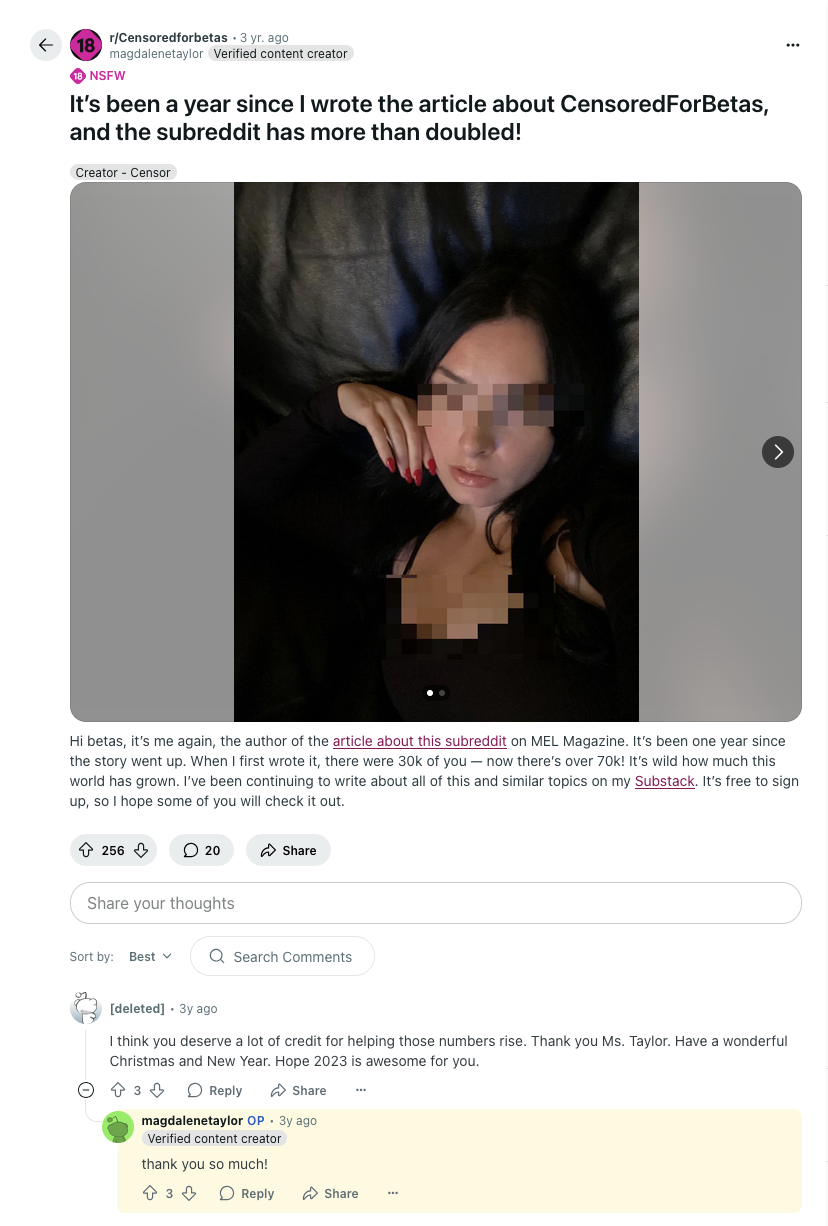 18
r/Censoredforbetas • 3 yr. ago
magdalenetaylor Verified content creator
18 NSFW
It’s been a year since I wrote the article about CensoredForBetas,
and the subreddit has more than doubled!
Creator - Censor
Hi betas, it’s me again, the author of the article about this subreddit on MEL Magazine. It’s been one year since
the story went up. When I first wrote it, there were 30k of you — now there’s over 70k! It’s wild how much this
world has grown. I’ve been continuing to write about all of this and similar topics on my Substack. It’s free to sign
up, so I hope some of you will check it out.
256 20 Share
Share your thoughts
Sort by: Best Search Comments
[deleted] • 3y ago
I think you deserve a lot of credit for helping those numbers rise. Thank you Ms. Taylor. Have a wonderful
Christmas and New Year. Hope 2023 is awesome for you.
3 Reply Share
magdalenetaylor OP • 3y ago
Verified content creator
thank you so much!
3 Reply Share